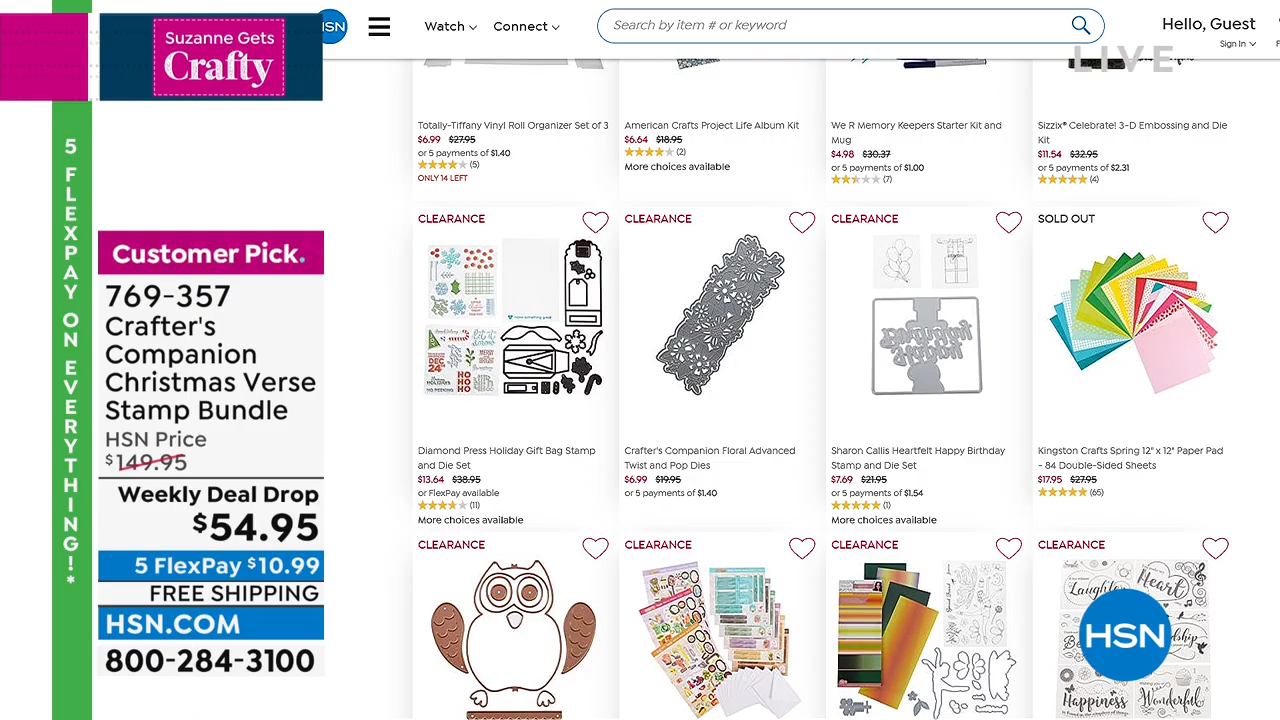 Suzanne Gets
Crafty
HSN
Watch
Connect
Search by item # or keyword
Hello, Guest
Sign In
LIVE
5 FLEXPAY ON EVERYTHING!*
Customer Pick.
769-357
Crafter's
Companion
Christmas Verse
Stamp Bundle
HSN Price
$149.95
Weekly Deal Drop
$54.95
5 FlexPay $10.99
FREE SHIPPING
HSN.COM
800-284-3100
Totally-Tiffany Vinyl Roll Organizer Set of 3
$6.99 $27.95
or 5 payments of $1.40
(5)
ONLY 14 LEFT
American Crafts Project Life Album Kit
$6.64 $18.95
(2)
More choices available
We R Memory Keepers Starter Kit and
Mug
$4.98 $30.37
or 5 payments of $1.00
(7)
Sizzix® Celebrate! 3-D Embossing and Die
Kit
$11.54 $32.95
or 5 payments of $2.31
(4)
CLEARANCE
Diamond Press Holiday Gift Bag Stamp
and Die Set
$13.64 $38.95
or FlexPay available
(11)
More choices available
CLEARANCE
Crafter's Companion Floral Advanced
Twist and Pop Dies
$6.99 $19.95
or 5 payments of $1.40
CLEARANCE
Sharon Callis Heartfelt Happy Birthday
Stamp and Die Set
$7.69 $21.95
or 5 payments of $1.54
(1)
More choices available
SOLD OUT
Kingston Crafts Spring 12" x 12" Paper Pad
- 84 Double-Sided Sheets
$17.95 $27.95
(65)
CLEARANCE
CLEARANCE
CLEARANCE
CLEARANCE
Laughter
Heart
HSN
Happiness
Wonderful